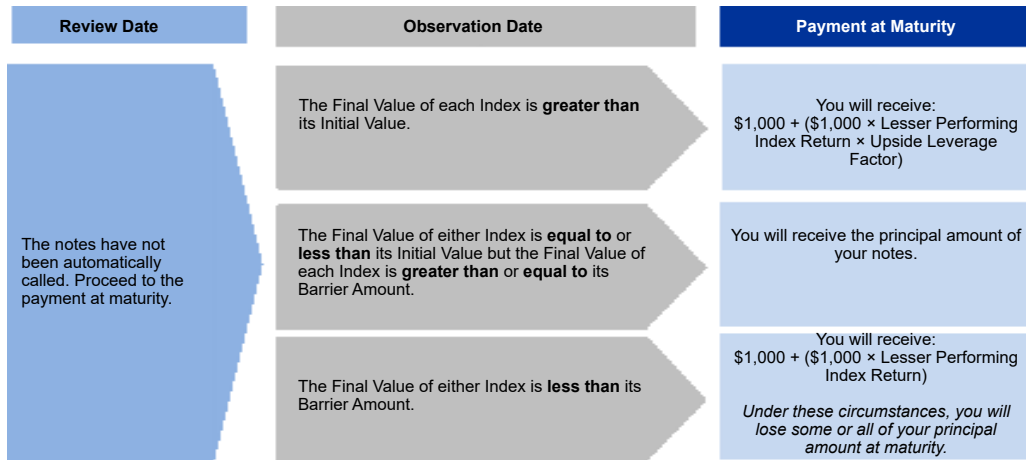 Review Date
Observation Date
Payment at Maturity
The notes have not
been automatically
called. Proceed to the
payment at maturity.
The Final Value of each Index is greater than
its Initial Value.
You will receive:
$1,000 + ($1,000 × Lesser Performing
Index Return × Upside Leverage
Factor)
The Final Value of either Index is equal to or
less than its Initial Value but the Final Value of
each Index is greater than or equal to its
Barrier Amount.
You will receive the principal amount of
your notes.
The Final Value of either Index is less than its
Barrier Amount.
You will receive:
$1,000 + ($1,000 × Lesser Performing
Index Return)
Under these circumstances, you will
lose some or all of your principal
amount at maturity.